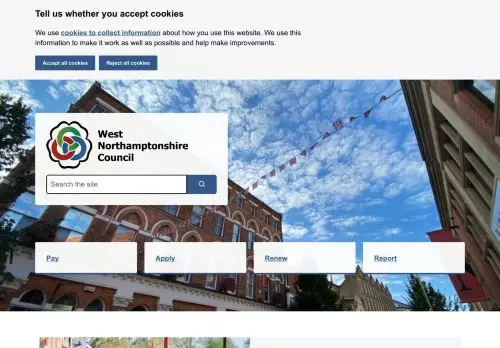 Tell us whether you accept cookies
We use cookies to collect information about how you use this website. We use
this information to make it work as well as possible and help make improvements.
Accept all cookies
Reject all cookies
West
Northamptonshire
Council
Search the site
Pay
Apply
Renew
Report